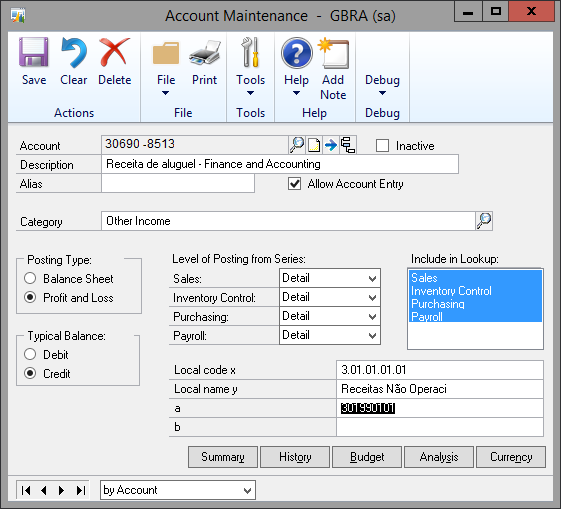 Account Maintenance - GBRA (sa)
Save Clear Delete File Print Tools Help Add Note Debug
Actions File Tools Help Debug
Account 30690 -8513 Inactive
Description Receita de aluguel - Finance and Accounting
Alias Allow Account Entry
Category Other Income
Posting Type:
Balance Sheet
Profit and Loss
Typical Balance:
Debit
Credit
Level of Posting from Series:
Sales: Detail
Inventory Control: Detail
Purchasing: Detail
Payroll: Detail
Include in Lookup:
Sales
Inventory Control
Purchasing
Payroll
Local code x 3.01.01.01.01
Local name y Receitas Não Operaci
a 301990101
b
Summary History Budget Analysis Currency
by Account